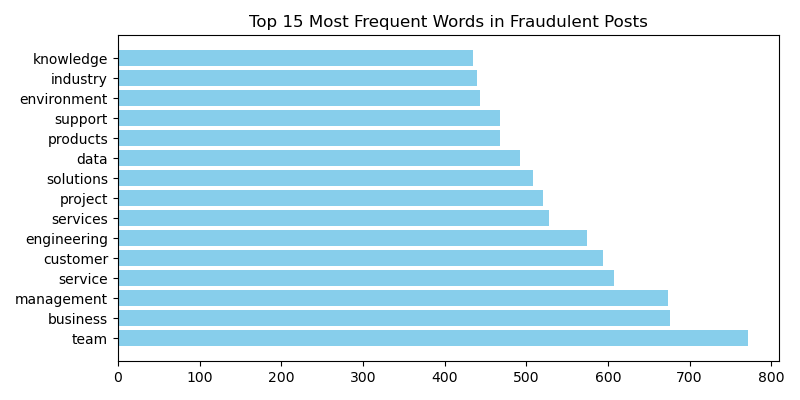 Top 15 Most Frequent Words in Fraudulent Posts
knowledge
industry
environment
support
products
data
solutions
project
services
engineering
customer
service
management
business
team
0 100 200 300 400 500 600 700 800